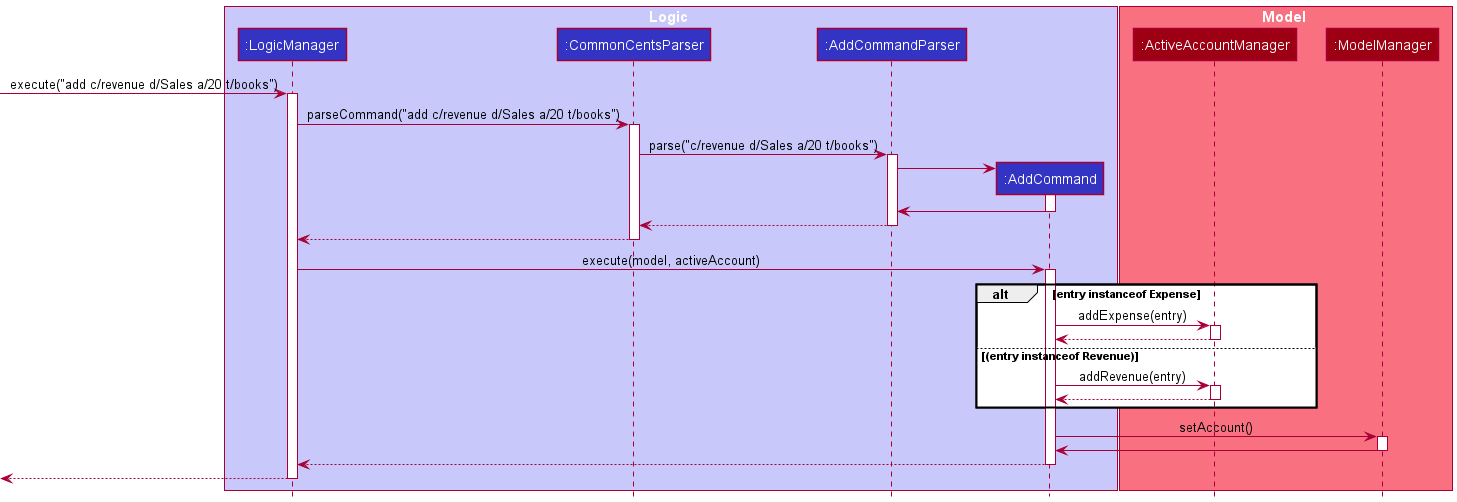 Logic
Model
:LogicManager
:CommonCentsParser
:AddCommandParser
:ActiveAccountManager
:ModelManager
execute("add c/revenue d/Sales a/20 t/books")
parseCommand("add c/revenue d/Sales a/20 t/books")
parse("c/revenue d/Sales a/20 t/books")
:AddCommand
execute(model, activeAccount)
alt
[entry instanceof Expense]
addExpense(entry)
[(entry instanceof Revenue)]
addRevenue(entry)
setAccount()